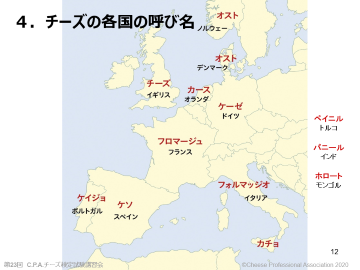 ４．チーズの各国の呼び名
オスト
ノルウェー
オスト
デンマーク
チーズ
イギリス
カース
オランダ
ケーゼ
ドイツ
ペイニル
トルコ
フロマージュ
フランス
パニール
インド
ホロート
モンゴル
フォルマッジオ
イタリア
ケイジョ
ポルトガル
ケソ
スペイン
カチョ
12
第23回 C.P.A.チーズ検定試験講習会
©Cheese Professional Association 2020